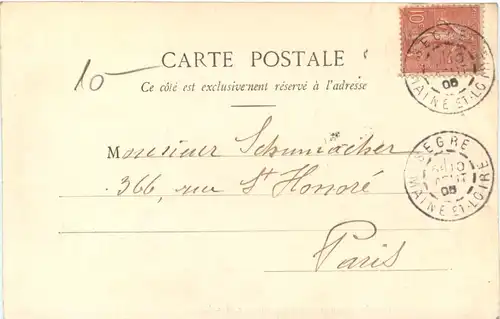 10
CARTE POSTALE
Ce côté est exclusivement réservé à l'adresse
Monsieur Schumacher
366, rue St Honoré
Paris
10
SEGRE
05
MAINE-ET-LOIRE
SEGRE
05
MAINE-ET-LOIRE